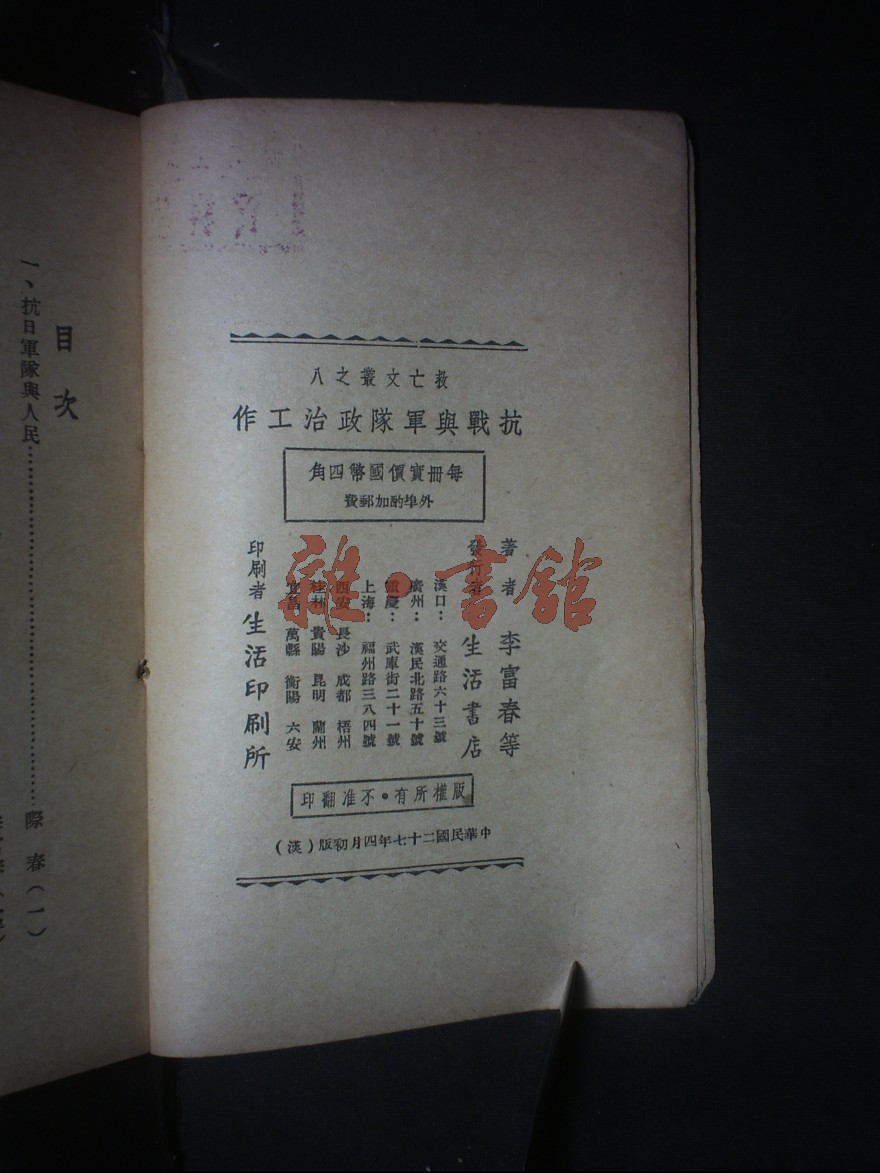 救亡文叢之八
抗戰與軍隊政治工作
每冊實價國幣四角
外埠酌加郵費
著者 李富春等
發行者 生活書店
漢口：交通路六十三號
廣州：漢民北路五十號
重慶：武庫街二十一號
上海：福州路三八四號
西安 長沙 成都 梧州
桂林 貴陽 昆明 蘭州
宜昌 萬縣 衡陽 六安
印刷者 生活印刷所
版權所有•不准翻印
中華民國二十七年四月初版（漢）
雜·書館
目次
一、抗日軍隊與人民……際春（一）